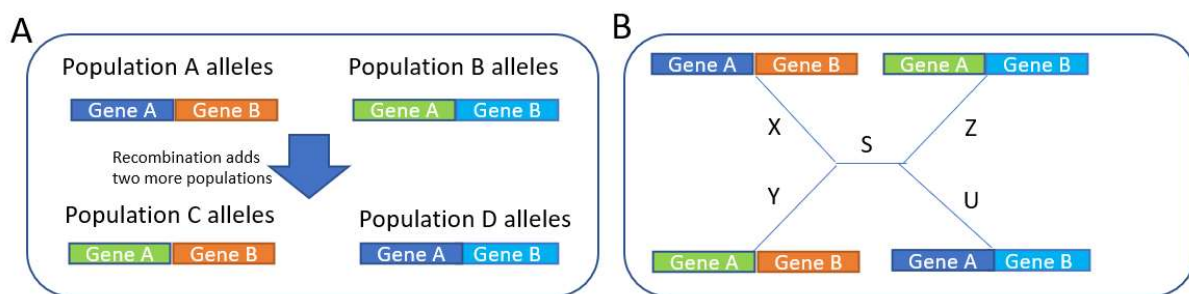 A
Population A alleles
Population B alleles
Gene A Gene B
Gene A Gene B
Recombination adds
two more populations
Population C alleles
Population D alleles
Gene A Gene B
Gene A Gene B
B
Gene A Gene B
Gene A Gene B
X
S
Z
Y
U
Gene A Gene B
Gene A Gene B